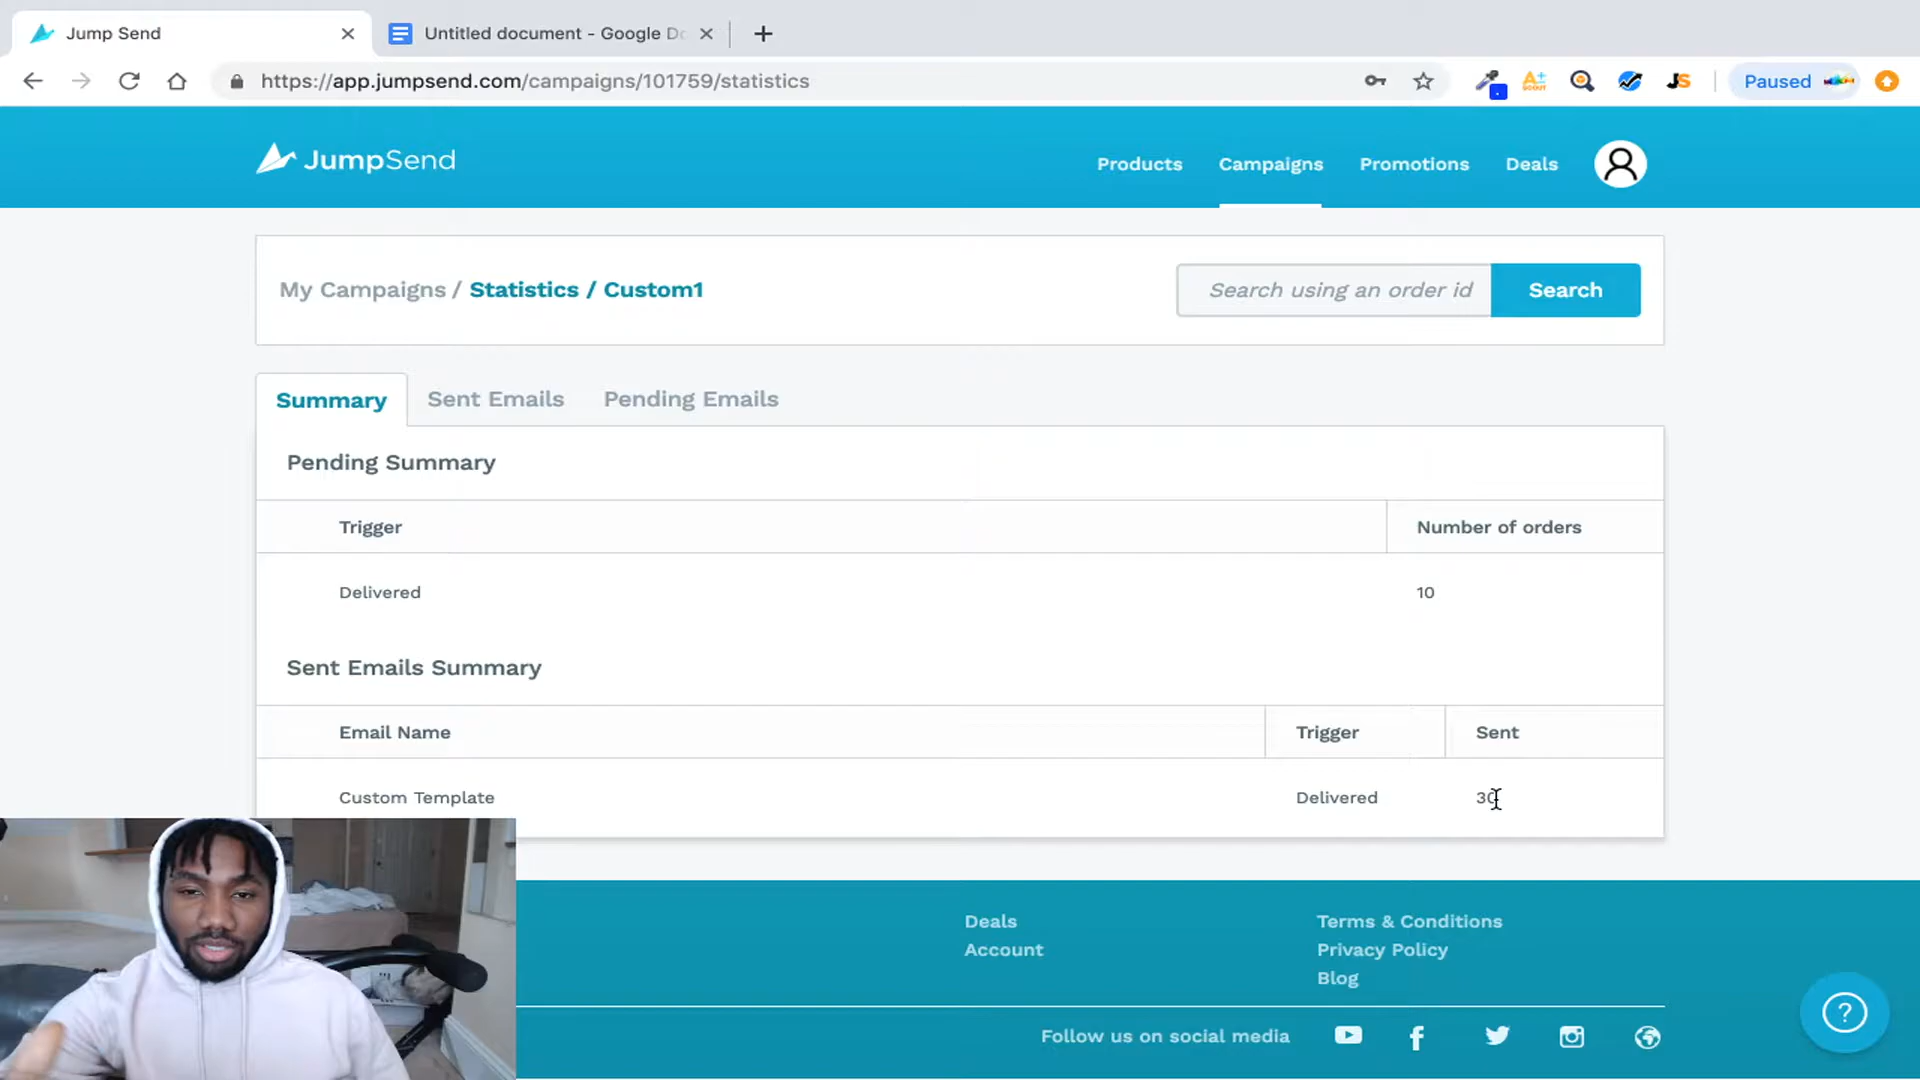 Jump Send
Untitled document - Google Do
https://app.jumpsend.com/campaigns/101759/statistics
A+
SCOUT
JS
Paused
JumpSend
Products
Campaigns
Promotions
Deals
My Campaigns / Statistics / Custom1
Search using an order id
Search
Summary
Sent Emails
Pending Emails
Pending Summary
Trigger
Number of orders
Delivered
10
Sent Emails Summary
Email Name
Trigger
Sent
Custom Template
Delivered
Deals
Terms & Conditions
Account
Privacy Policy
Blog
Follow us on social media
?